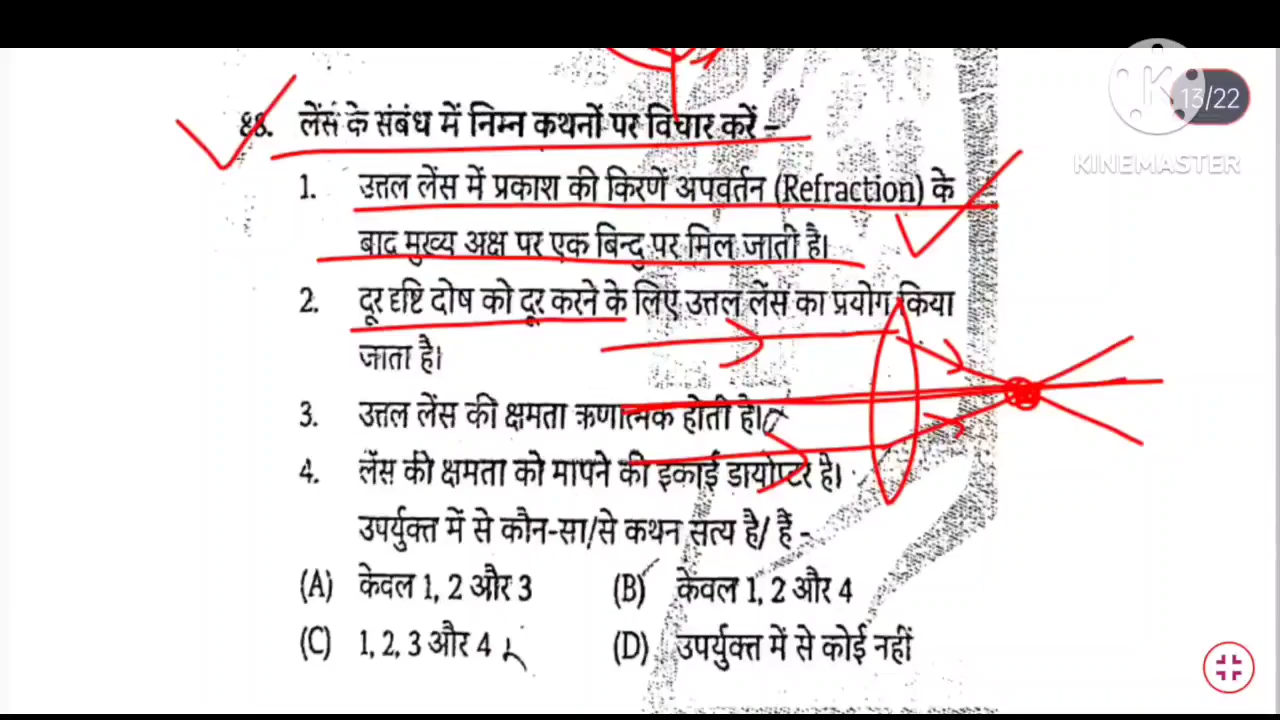 13/22
KINEMASTER
88. लेंस के संबंध में निम्न कथनों पर विचार करें -
1. उत्तल लेंस में प्रकाश की किरणें अपवर्तन (Refraction) के
बाद मुख्य अक्ष पर एक बिन्दु पर मिल जाती है।
2. दूर दृष्टि दोष को दूर करने के लिए उत्तल लेंस का प्रयोग किया
जाता है।
3. उत्तल लेंस की क्षमता ऋणात्मक होती है।
4. लेंस की क्षमता को मापने की इकाई डायोप्टर है।
उपर्युक्त में से कौन-सा/से कथन सत्य है/ हैं -
(A) केवल 1, 2 और 3 (B) केवल 1, 2 और 4
(C) 1, 2, 3 और 4 (D) उपर्युक्त में से कोई नहीं